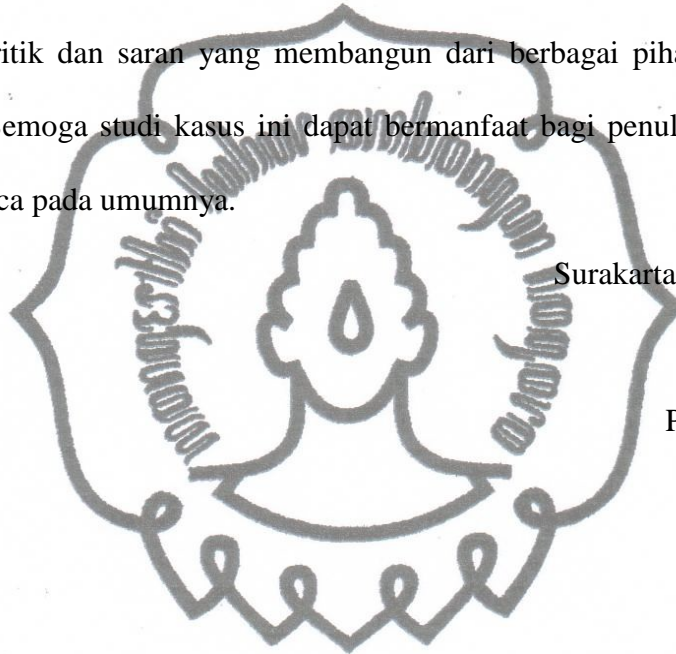 ritik dan saran yang membangun dari berbagai piha
Semoga studi kasus ini dapat bermanfaat bagi penul
ca pada umumnya.
Surakarta